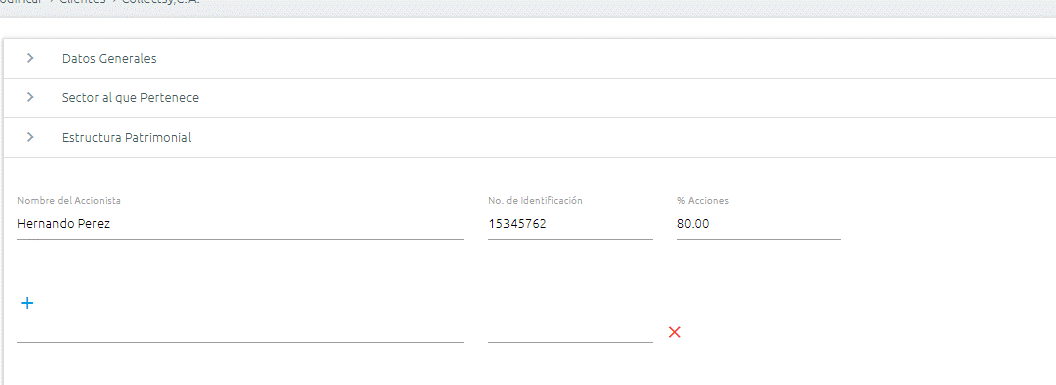 Clientes > Collectsy,C.A.
Datos Generales
Sector al que Pertenece
Estructura Patrimonial
Nombre del Accionista No. de Identificación % Acciones
Hernando Perez 15345762 80.00